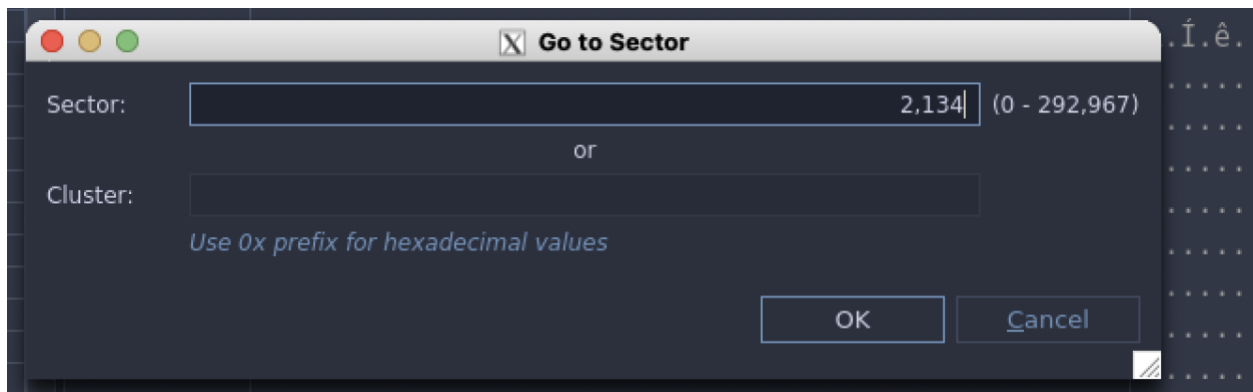 Go to Sector
.Í.ê.
Sector: 2,134 (0 - 292,967)
or
Cluster:
Use 0x prefix for hexadecimal values
OK Cancel